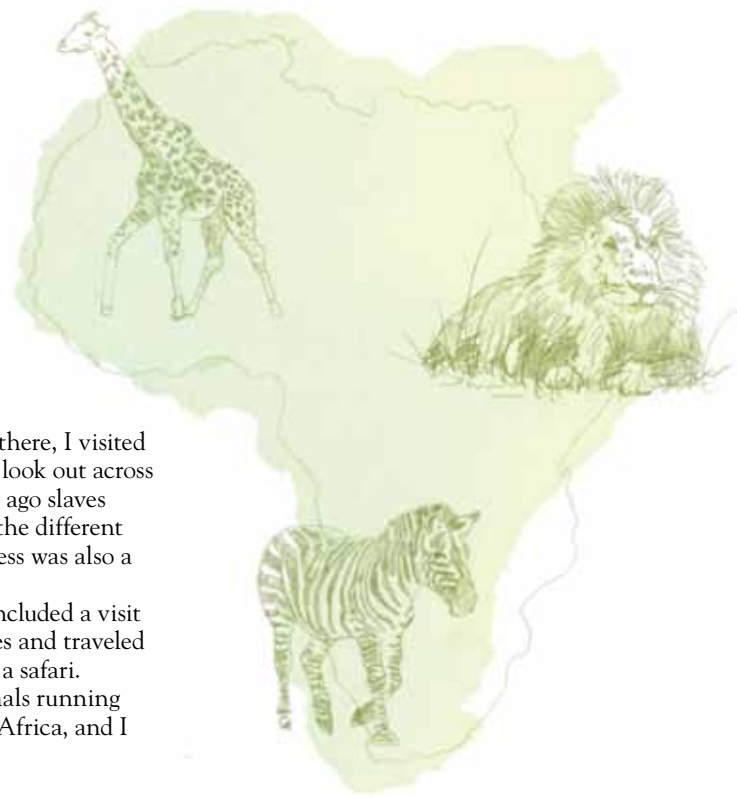 there, I visited
look out across
ago slaves
the different
ess was also a
ncluded a visit
es and traveled
a safari.
als running
Africa, and I